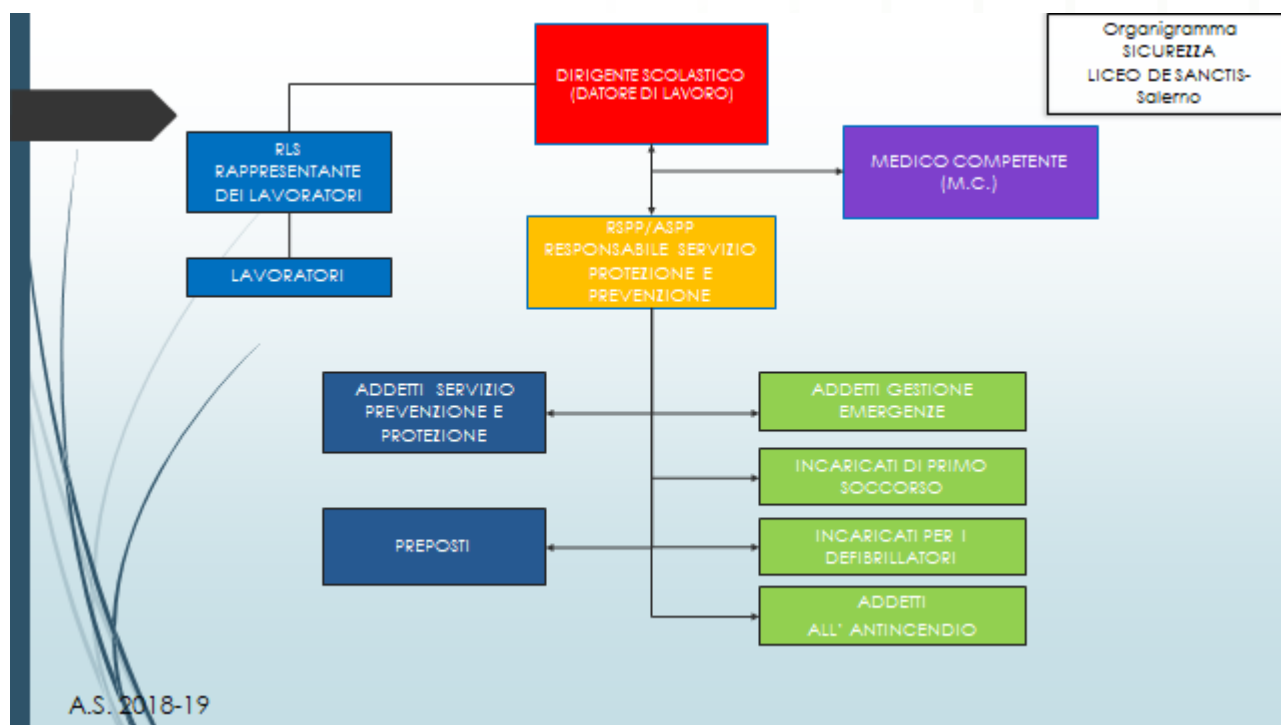 Organigramma
SICUREZZA
LICEO DE SANCTIS-
Salerno
DIRIGENTE SCOLASTICO
(DATORE DI LAVORO)
RLS
RAPPRESENTANTE
DEI LAVORATORI
MEDICO COMPETENTE
(M.C.)
RSPP/ASPP
RESPONSABILE SERVIZIO
PROTEZIONE E
PREVENZIONE
LAVORATORI
ADDETTI SERVIZIO
PREVENZIONE E
PROTEZIONE
ADDETTI GESTIONE
EMERGENZE
INCARICATI DI PRIMO
SOCCORSO
PREPOSTI
INCARICATI PER I
DEFIBRILLATORI
ADDETTI
ALL' ANTINCENDIO
A.S. 2018-19